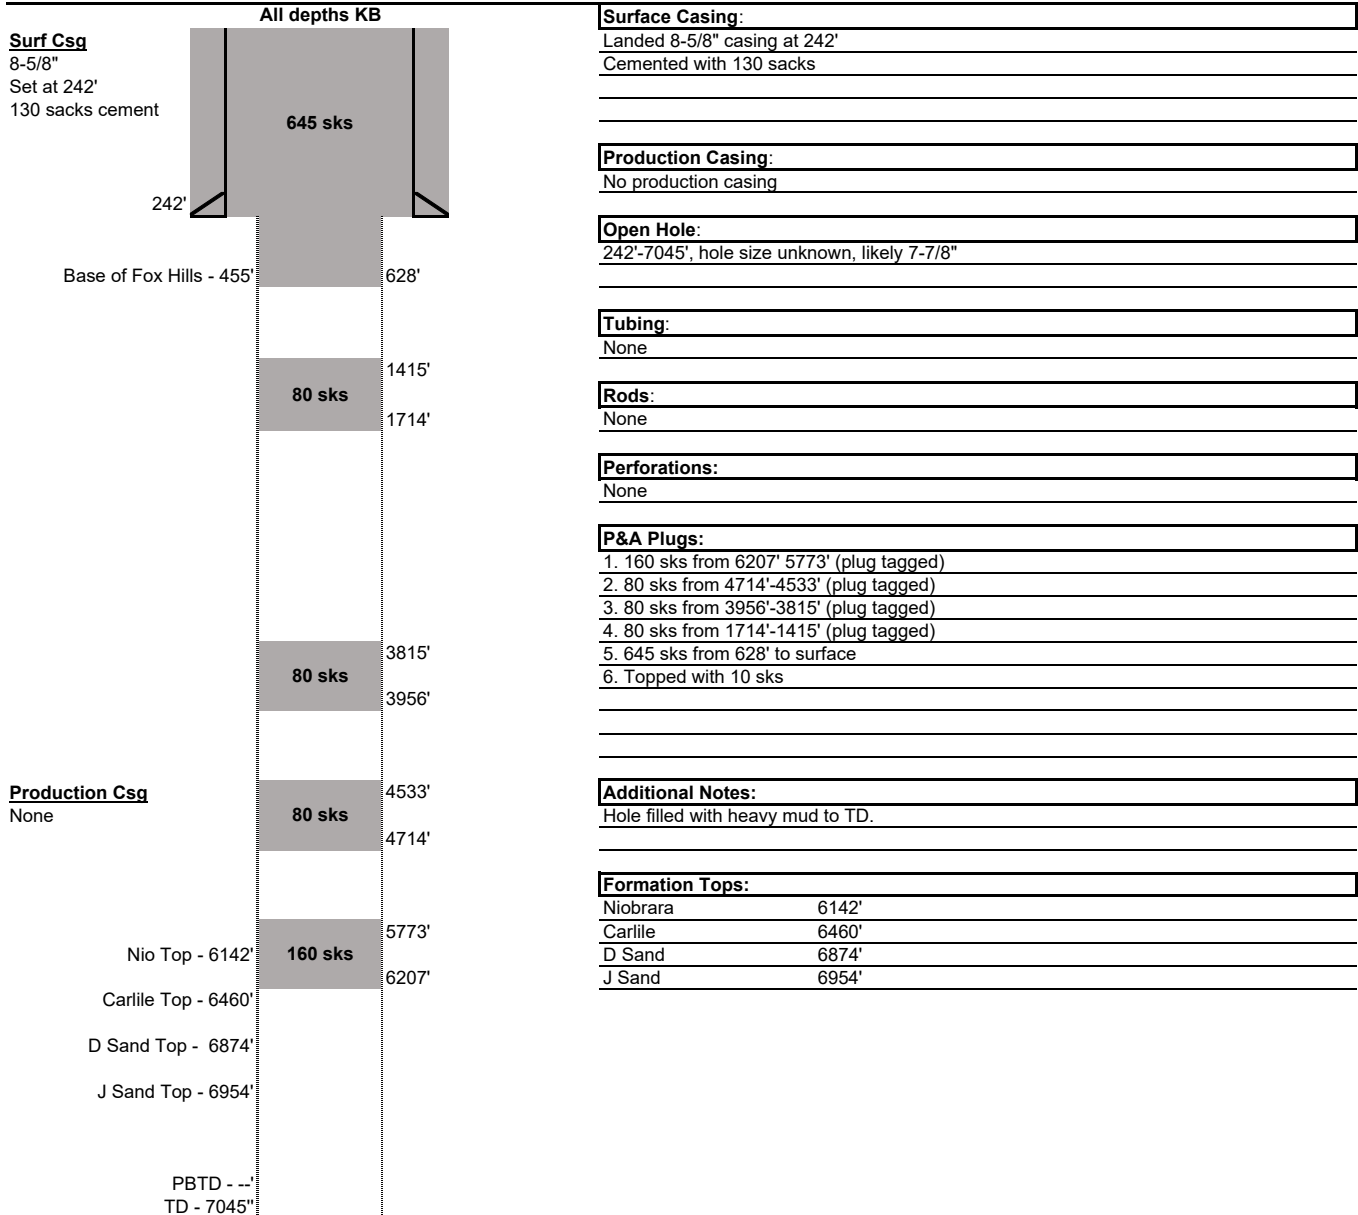 All depths KB
Surf Csg
8-5/8"
Set at 242'
130 sacks cement
645 sks
242'
Base of Fox Hills - 455'
628'
1415'
80 sks
1714'
3815'
80 sks
3956'
Production Csg
None
4533'
80 sks
4714'
5773'
Nio Top - 6142'
160 sks
6207'
Carlile Top - 6460'
D Sand Top -  6874'
J Sand Top - 6954'
PBTD - --'
TD - 7045"
Surface Casing:
Landed 8-5/8" casing at 242'
Cemented with 130 sacks
Production Casing:
No production casing
Open Hole:
242'-7045', hole size unknown, likely 7-7/8"
Tubing:
None
Rods:
None
Perforations:
None
P&A Plugs:
1. 160 sks from 6207' 5773' (plug tagged)
2. 80 sks from 4714'-4533' (plug tagged)
3. 80 sks from 3956'-3815' (plug tagged)
4. 80 sks from 1714'-1415' (plug tagged)
5. 645 sks from 628' to surface
6. Topped with 10 sks
Additional Notes:
Hole filled with heavy mud to TD.
Formation Tops:
Niobrara 6142'
Carlile 6460'
D Sand 6874'
J Sand 6954'